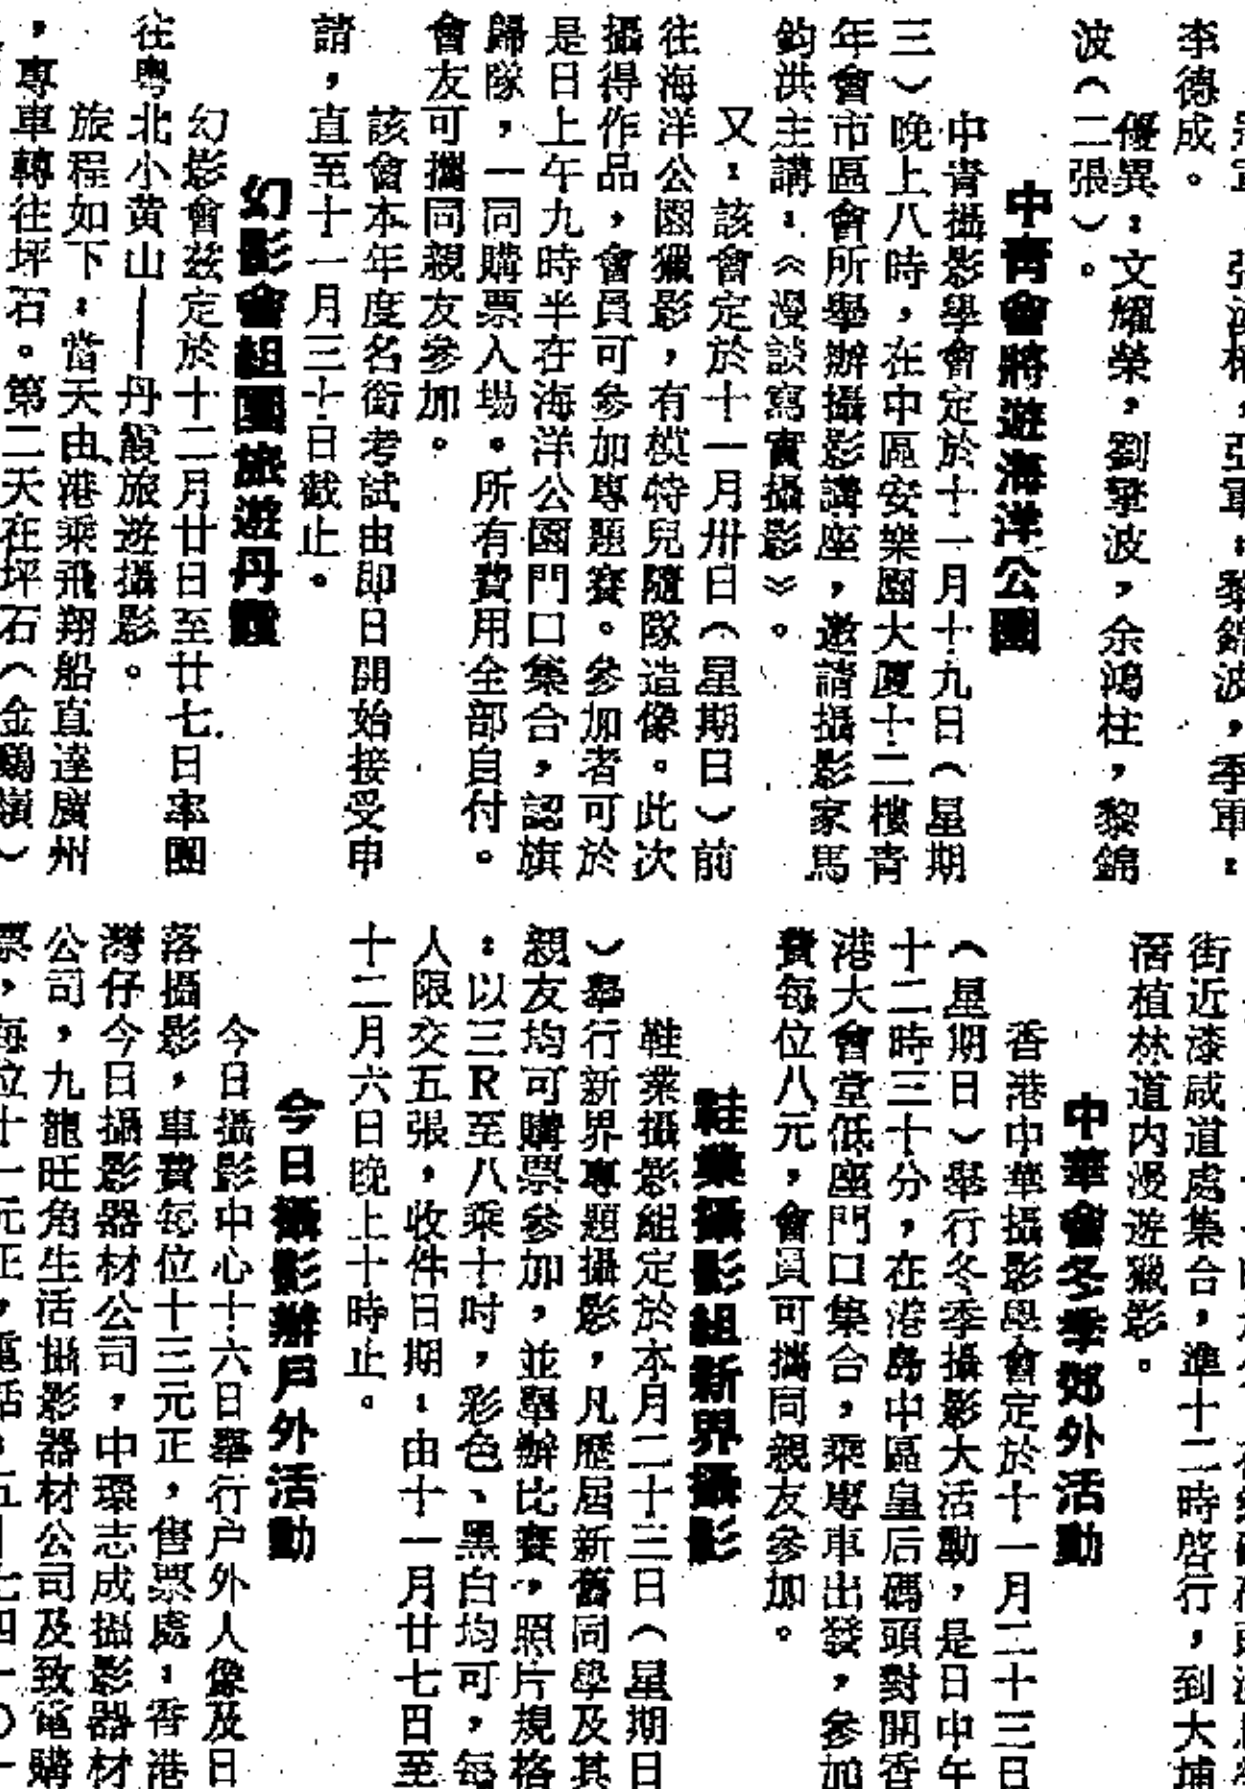 李德成。
優異：文耀榮，劉擎波，余鴻柱，黎錦
波（二張）。
中青會將遊海洋公園
中青攝影學會定於十一月十九日（星期
三）晚上八時，在中區安樂園大厦十二樓青
年會市區會所舉辦攝影講座，邀請攝影家馬
鈞洪主講：《漫談寫實攝影》。
又：該會定於十一月卅日（星期日）前
往海洋公園獵影，有模特兒隨隊造像。此次
攝得作品，會員可參加專題賽。參加者可於
是日上午九時半在海洋公園門口集合，認旗
歸隊，一同購票入場。所有費用全部自付。
會友可攜同親友參加。
該會本年度名銜考試由即日開始接受申
請，直至十一月三十日截止。
幻影會組團旅遊丹霞
幻影會茲定於十二月廿日至廿七日率團
往粵北小黄山——丹霞旅遊攝影。
旅程如下：當天由港乘飛翔船直達廣州
，專車轉往坪石。第二天在坪石（金鷄嶺）
街近漆咸道處集合，準十二時啓行，到大埔
滘植林道内漫遊獵影。
中華會冬季郊外活動
香港中華攝影學會定於十一月二十三日
（星期日）舉行冬季攝影大活動，是日中午
十二時三十分，在港島中區皇后碼頭對開香
港大會堂低座門口集合，乘專車出發，參加
費每位八元，會員可攜同親友參加。
鞋業攝影組新界攝影
鞋業攝影組定於本月二十三日（星期日
）舉行新界專題攝影，凡歷屆新舊同學及其
親友均可購票參加，並舉辦比賽，照片規格
：以三R至八乘十吋，彩色、黑白均可，每
人限交五張，收件日期：由十一月廿七日至
十二月六日晚上十時止。
今日攝影辦戶外活動
今日攝影中心十六日舉行户外人像及日
落攝影，車費每位十三元正，售票處：香港
灣仔今日攝影器材公司，中環志成攝影器材
公司，九龍旺角生活攝影器材公司及致電購